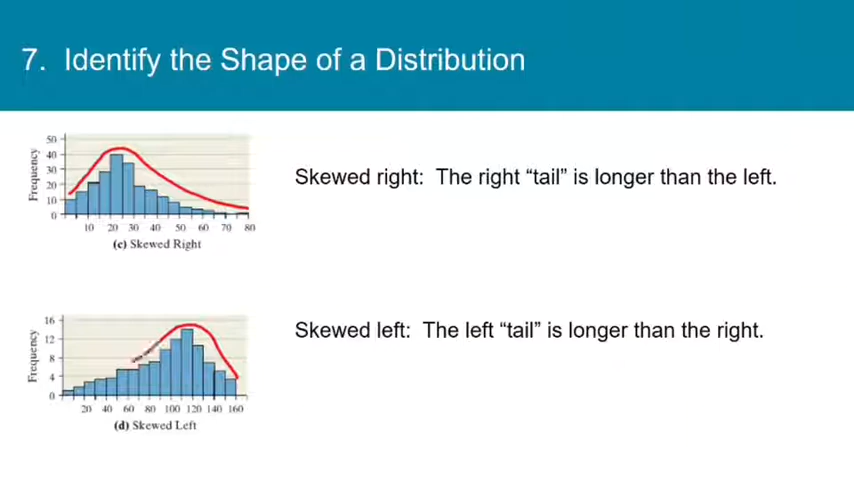 7. Identify the Shape of a Distribution
50
40
30
20
10
0
Frequency
10 20 30 40 50 60 70 80
(c) Skewed Right
Skewed right: The right “tail” is longer than the left.
16
12
8
4
0
Frequency
20 40 60 80 100 120 140 160
(d) Skewed Left
Skewed left: The left “tail” is longer than the right.